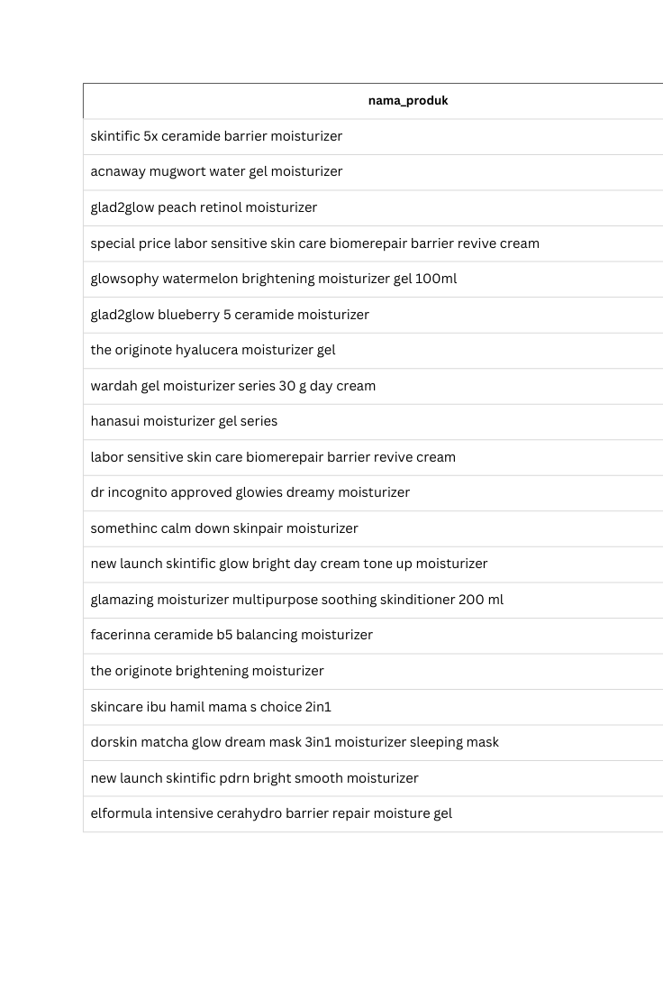 nama_produk
skintific 5x ceramide barrier moisturizer
acnaway mugwort water gel moisturizer
glad2glow peach retinol moisturizer
special price labor sensitive skin care biomerepair barrier revive cream
glowsophy watermelon brightening moisturizer gel 100ml
glad2glow blueberry 5 ceramide moisturizer
the originote hyalucera moisturizer gel
wardah gel moisturizer series 30 g day cream
hanasui moisturizer gel series
labor sensitive skin care biomerepair barrier revive cream
dr incognito approved glowies dreamy moisturizer
somethinc calm down skinpair moisturizer
new launch skintific glow bright day cream tone up moisturizer
glamazing moisturizer multipurpose soothing skinditioner 200 ml
facerinna ceramide b5 balancing moisturizer
the originote brightening moisturizer
skincare ibu hamil mama s choice 2in1
dorskin matcha glow dream mask 3in1 moisturizer sleeping mask
new launch skintific pdrn bright smooth moisturizer
elformula intensive cerahydro barrier repair moisture gel